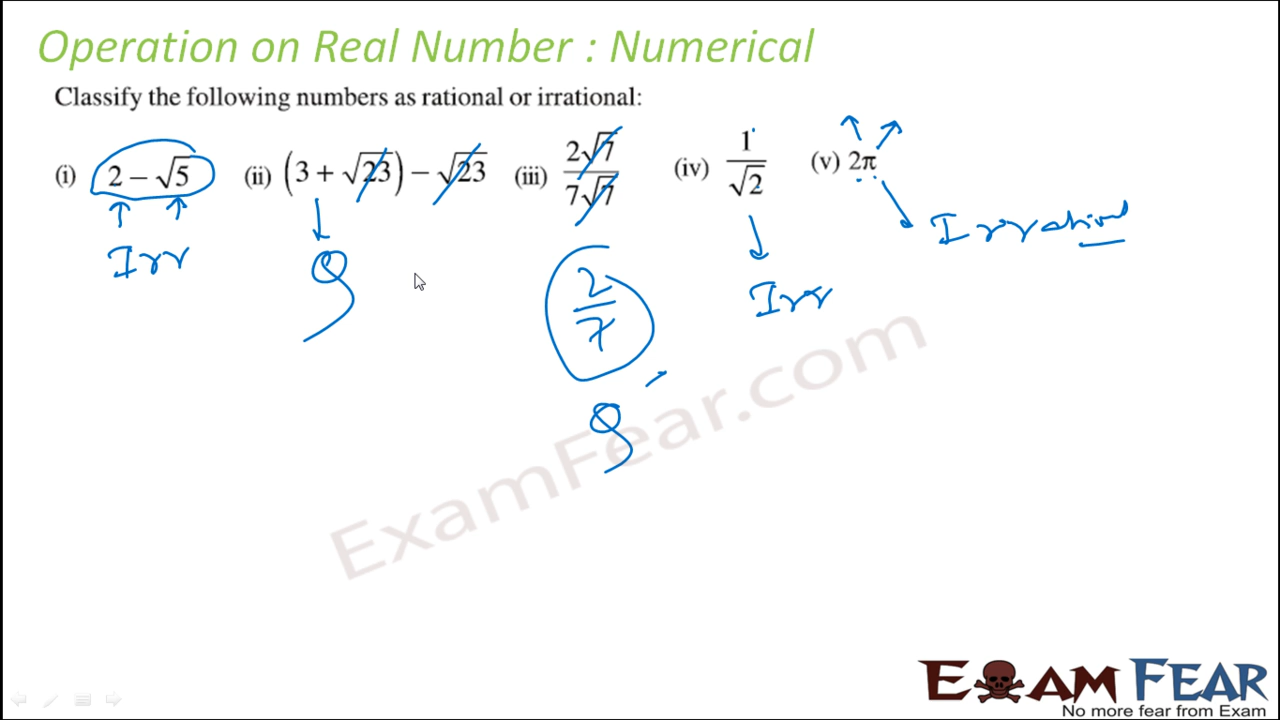 Operation on Real Number : Numerical
Classify the following numbers as rational or irrational:
(i) 2 − √5 (ii) (3 + √23) − √23 (iii) 2√7 / 7√7 (iv) 1 / √2 (v) 2π
Irrational
Irr
Irr
2/7
ExamFear.com
EXAM FEAR
No more fear from Exam